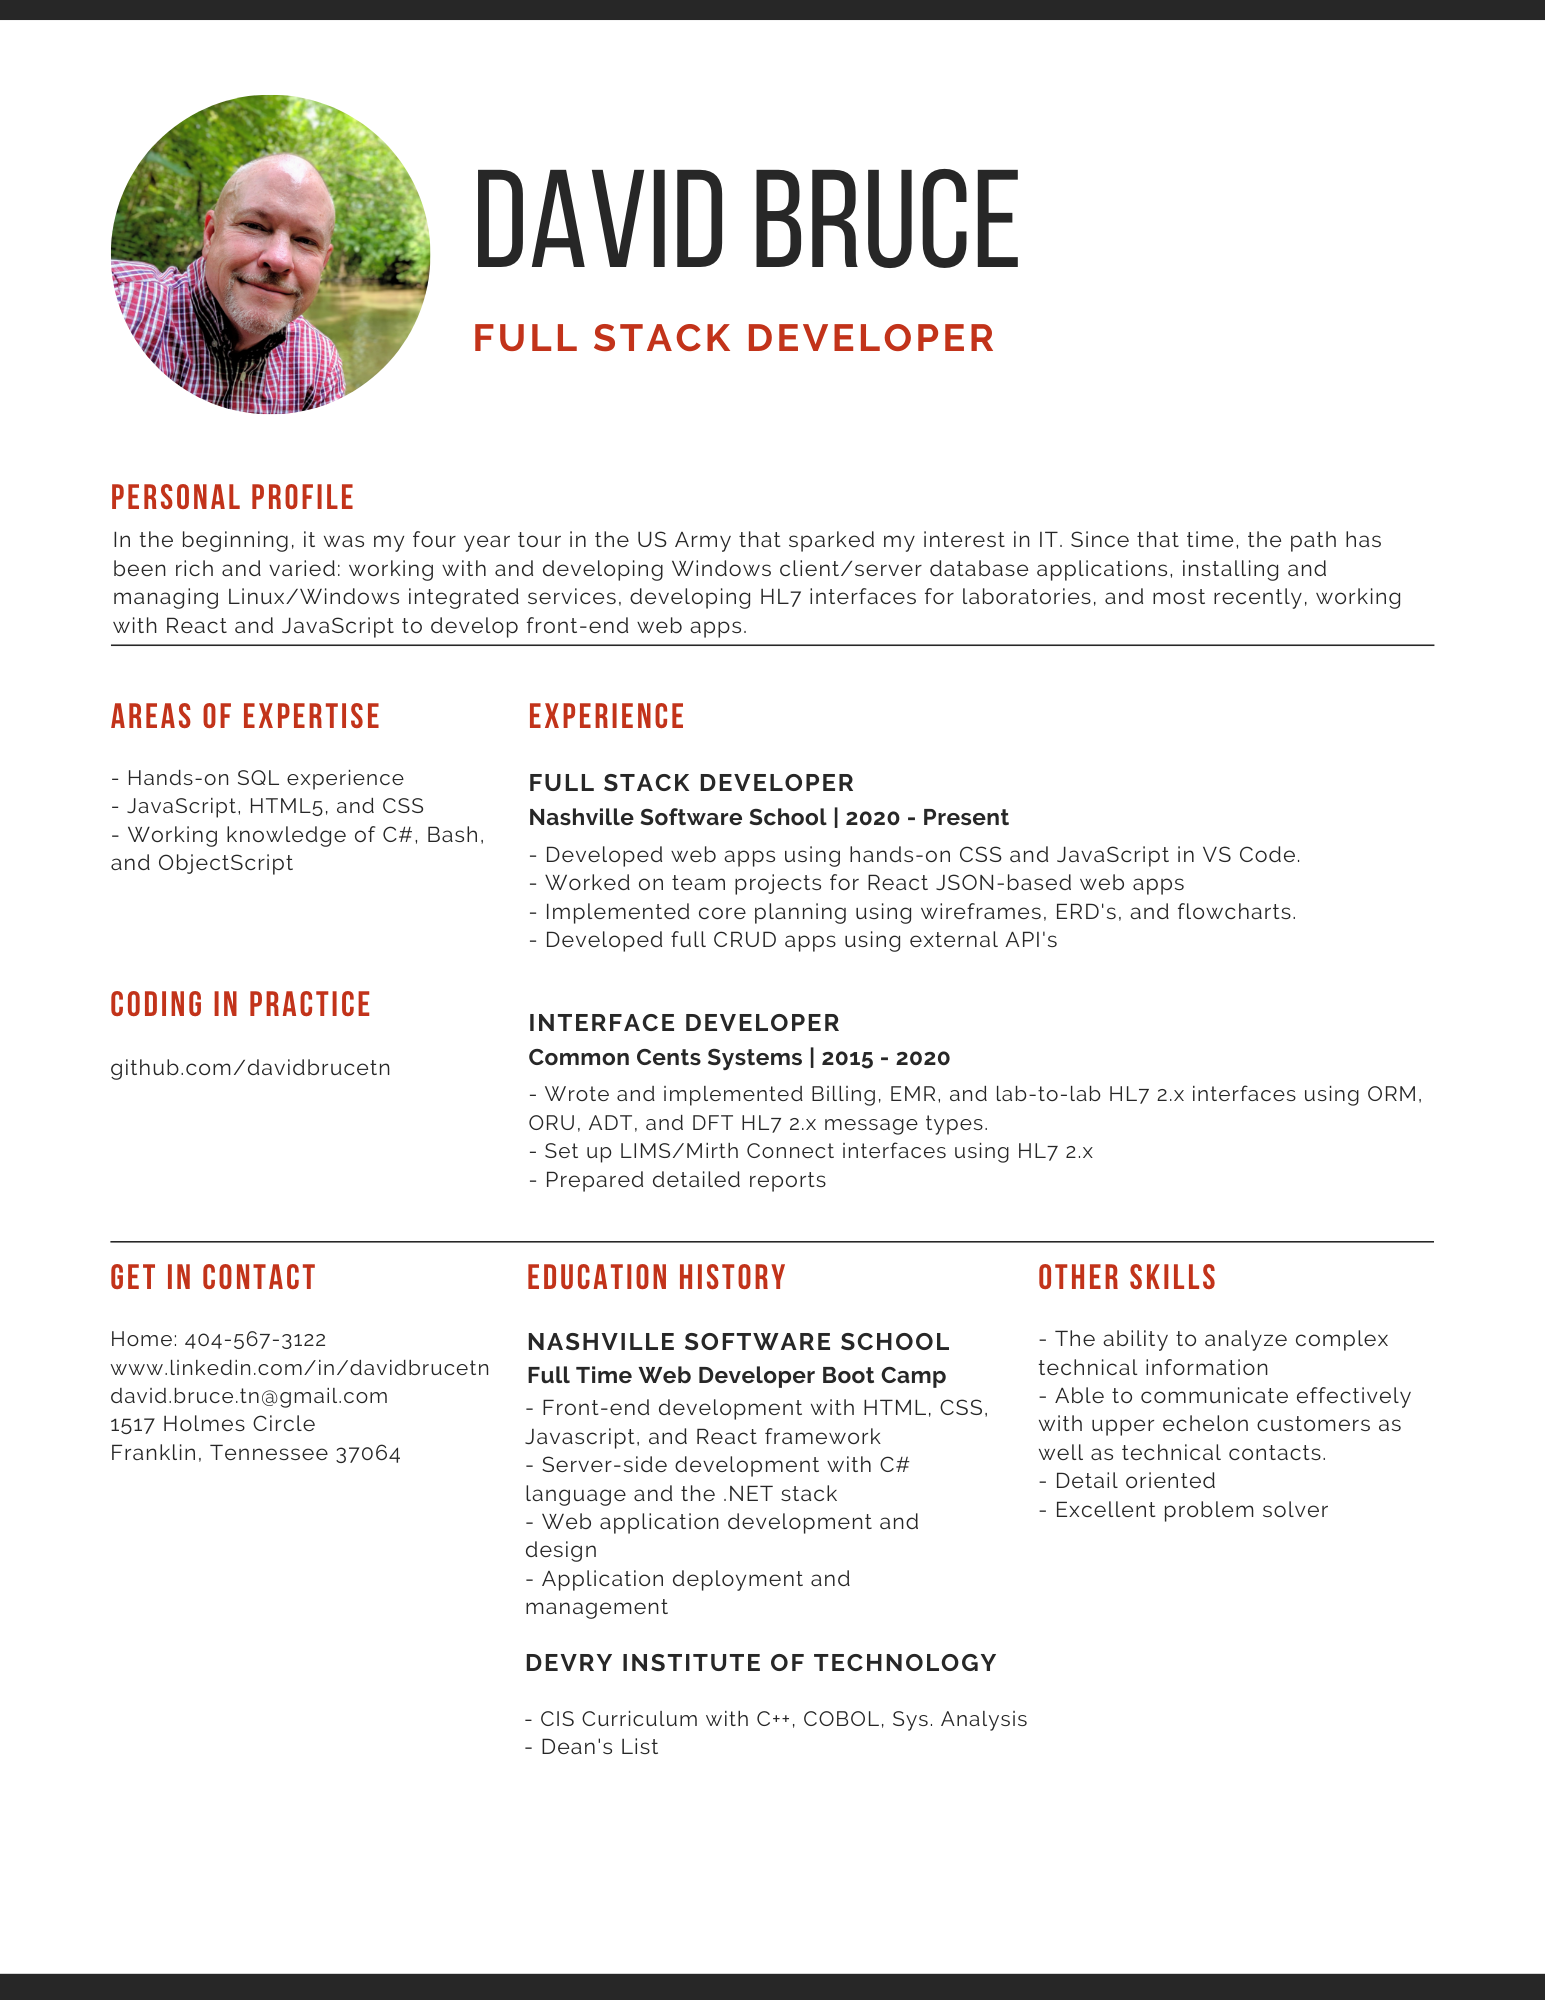 DAVID BRUCE
FULL STACK DEVELOPER
PERSONAL PROFILE
In the beginning, it was my four year tour in the US Army that sparked my interest in IT. Since that time, the path has
been rich and varied: working with and developing Windows client/server database applications, installing and
managing Linux/Windows integrated services, developing HL7 interfaces for laboratories, and most recently, working
with React and JavaScript to develop front-end web apps.
AREAS OF EXPERTISE
- Hands-on SQL experience
- JavaScript, HTML5, and CSS
- Working knowledge of C#, Bash,
and ObjectScript
CODING IN PRACTICE
github.com/davidbrucetn
EXPERIENCE
FULL STACK DEVELOPER
Nashville Software School | 2020 - Present
- Developed web apps using hands-on CSS and JavaScript in VS Code.
- Worked on team projects for React JSON-based web apps
- Implemented core planning using wireframes, ERD's, and flowcharts.
- Developed full CRUD apps using external API's
INTERFACE DEVELOPER
Common Cents Systems | 2015 - 2020
- Wrote and implemented Billing, EMR, and lab-to-lab HL7 2.x interfaces using ORM,
ORU, ADT, and DFT HL7 2.x message types.
- Set up LIMS/Mirth Connect interfaces using HL7 2.x
- Prepared detailed reports
GET IN CONTACT
Home: 404-567-3122
www.linkedin.com/in/davidbrucetn
david.bruce.tn@gmail.com
1517 Holmes Circle
Franklin, Tennessee 37064
EDUCATION HISTORY
NASHVILLE SOFTWARE SCHOOL
Full Time Web Developer Boot Camp
- Front-end development with HTML, CSS,
Javascript, and React framework
- Server-side development with C#
language and the .NET stack
- Web application development and
design
- Application deployment and
management
DEVRY INSTITUTE OF TECHNOLOGY
- CIS Curriculum with C++, COBOL, Sys. Analysis
- Dean's List
OTHER SKILLS
- The ability to analyze complex
technical information
- Able to communicate effectively
with upper echelon customers as
well as technical contacts.
- Detail oriented
- Excellent problem solver